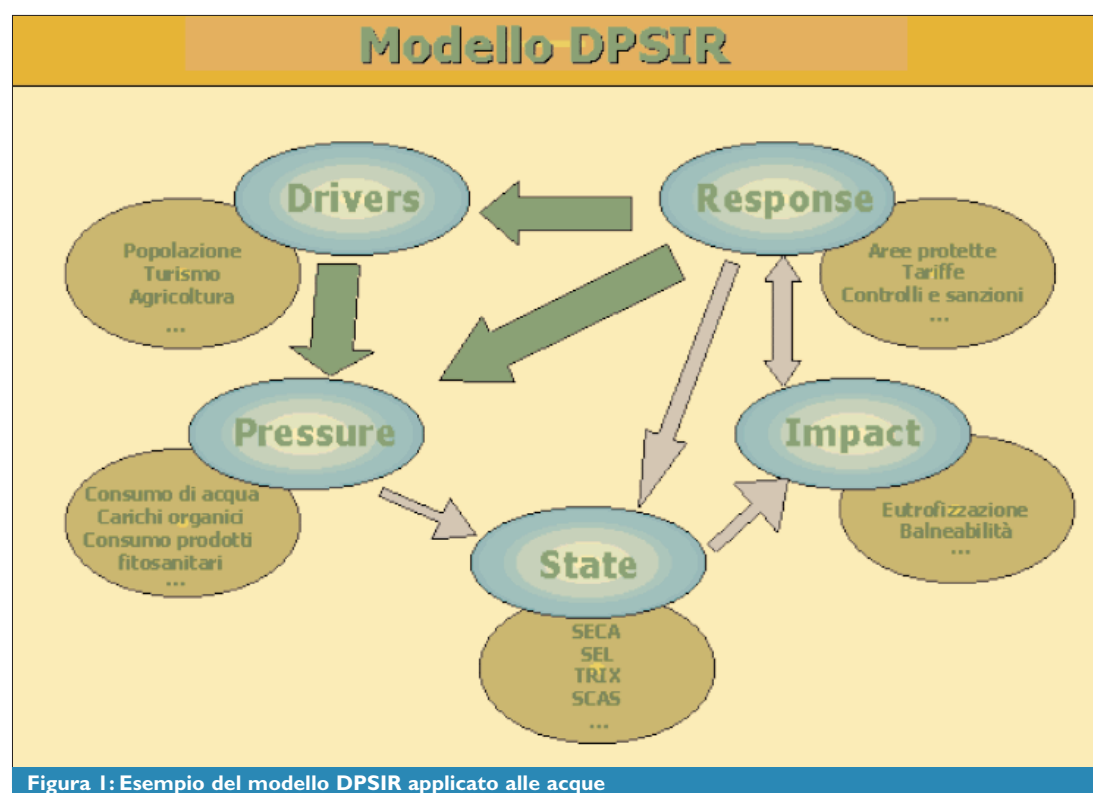 Modello DPSIR
Drivers
Popolazione
Turismo
Agricoltura
...
Response
Aree protette
Tariffe
Controlli e sanzioni
...
Pressure
Consumo di acqua
Carichi organici
Consumo prodotti
fitosanitari
...
Impact
Eutrofizzazione
Balneabilità
...
State
SECA
SEL
TRIX
SCAS
...
Figura 1: Esempio del modello DPSIR applicato alle acque